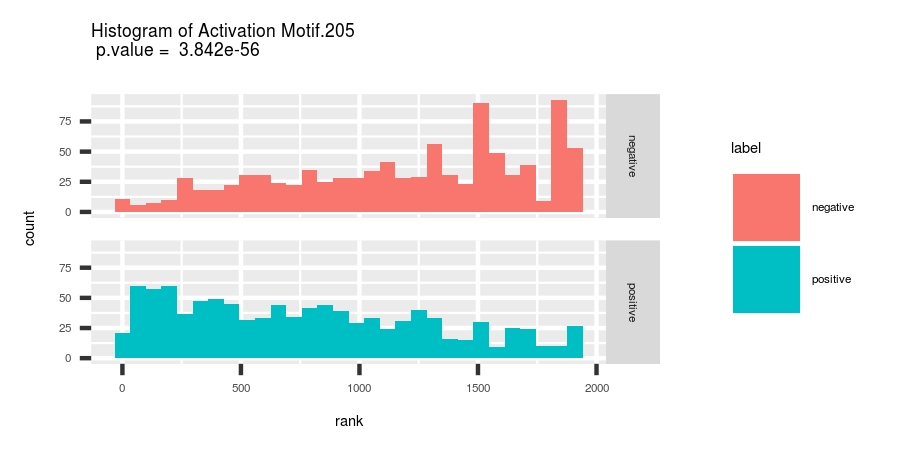 Histogram of Activation Motif.205
p.value = 3.842e-56
count
75
50
25
0
negative
75
50
25
0
positive
0 500 1000 1500 2000
rank
label
negative
positive